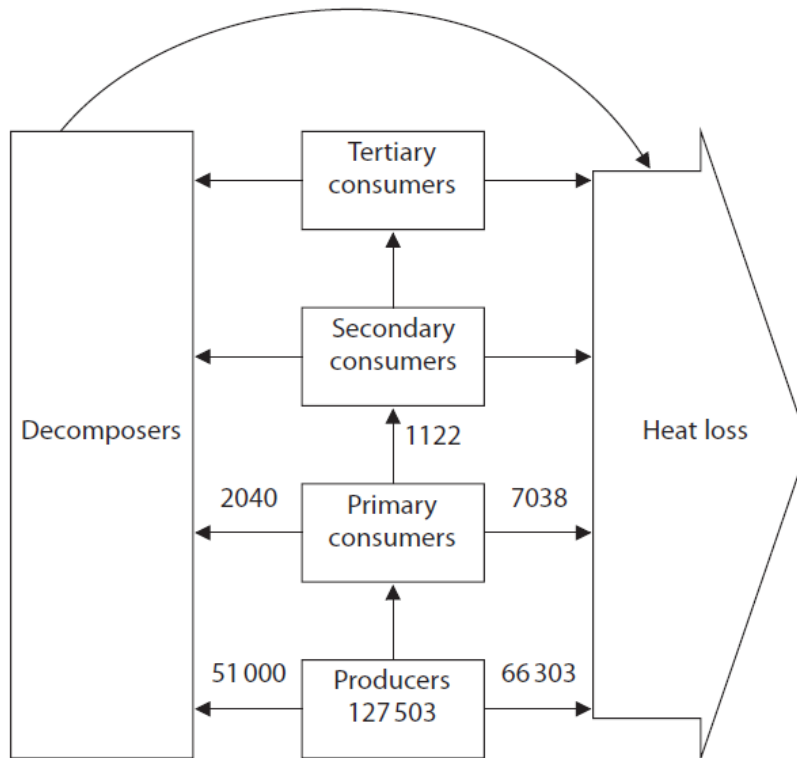 Tertiary
consumers
Secondary
consumers
Decomposers
Heat loss
1122
2040
Primary
consumers
7038
51 000
Producers
127 503
66 303